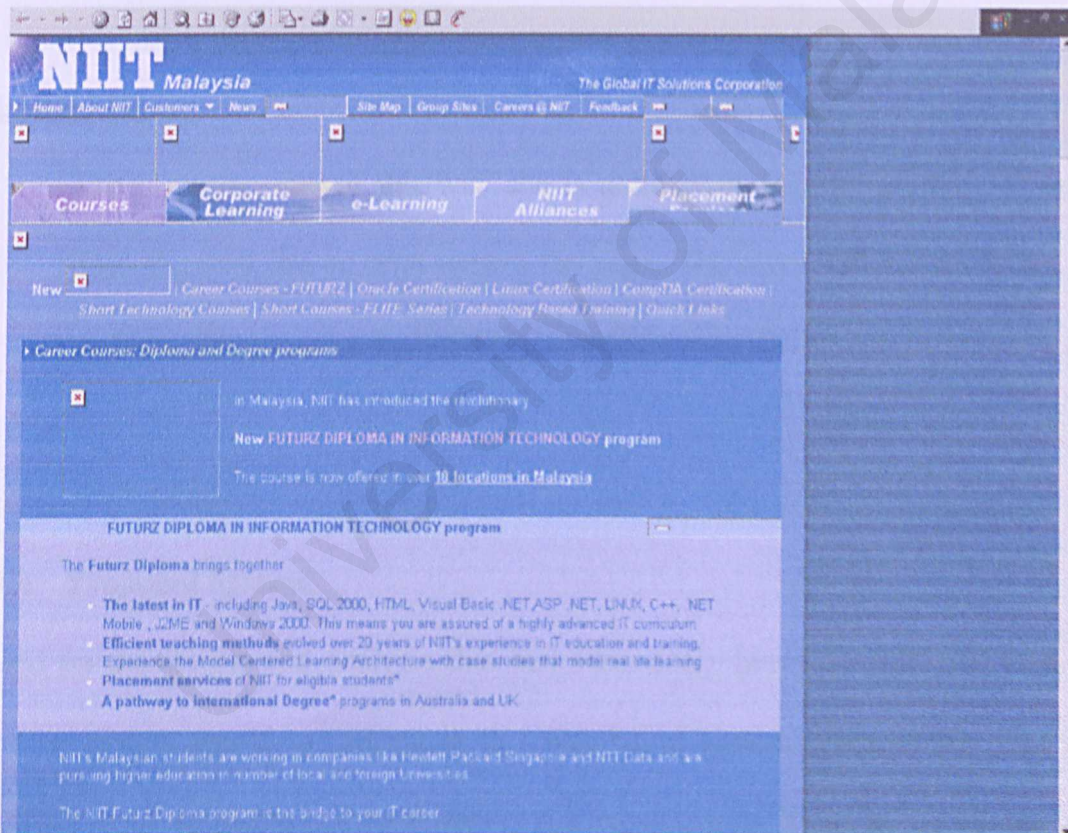 NIIT Malaysia
The Global IT Solutions Corporation
Home About NIIT Customers News Site Map Group Sites Careers @ NIIT Feedback
Courses Corporate Learning e-Learning NIIT Alliances Placement
New | Career Courses - FUTURZ | Oracle Certification | Linux Certification | CompTIA Certification |
Short Technology Courses | Short Courses - ELITE Series | Technology Based Training | Quick Links
Career Courses: Diploma and Degree programs
In Malaysia, NIIT has introduced the revolutionary
New FUTURZ DIPLOMA IN INFORMATION TECHNOLOGY program
The course is now offered in over 10 locations in Malaysia
FUTURZ DIPLOMA IN INFORMATION TECHNOLOGY program
The Futurz Diploma brings together
The latest in IT - including Java, SQL 2000, HTML, Visual Basic .NET,ASP .NET, LINUX, C++, .NET
Mobile , J2ME and Windows 2000. This means you are assured of a highly advanced IT curriculum
Efficient teaching methods evolved over 20 years of NIIT's experience in IT education and training.
Experience the Model Centered Learning Architecture with case studies that model real life learning
Placement services of NIIT for eligible students*
A pathway to International Degree* programs in Australia and UK
NIIT's Malaysian students are working in companies like Hewlett Packard Singapore and NTT Data and are
pursuing higher education in number of local and foreign Universities
The NIIT Futurz Diploma program is the bridge to your IT career
University of Mala